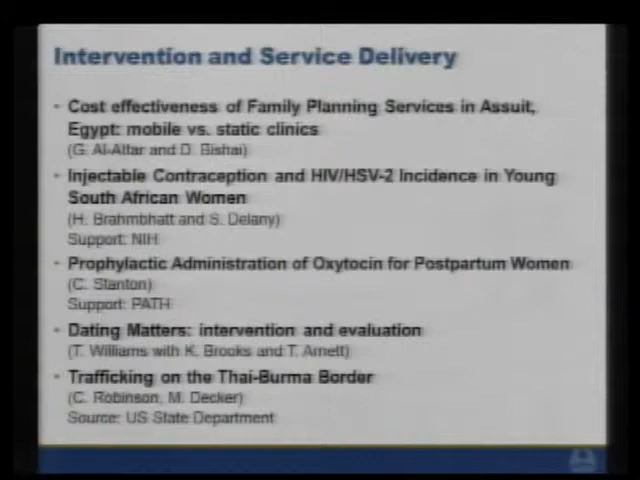 Intervention and Service Delivery
- Cost effectiveness of Family Planning Services in Assuit,
Egypt: mobile vs. static clinics
(G. Al-Attar and D. Bishai)
- Injectable Contraception and HIV/HSV-2 Incidence in Young
South African Women
(H. Brahmbhatt and S. Delany)
Support: NIH
- Prophylactic Administration of Oxytocin for Postpartum Women
(C. Stanton)
Support: PATH
- Dating Matters: intervention and evaluation
(T. Williams with K. Brooks and T. Arnett)
- Trafficking on the Thai-Burma Border
(C. Robinson, M. Decker)
Source: US State Department